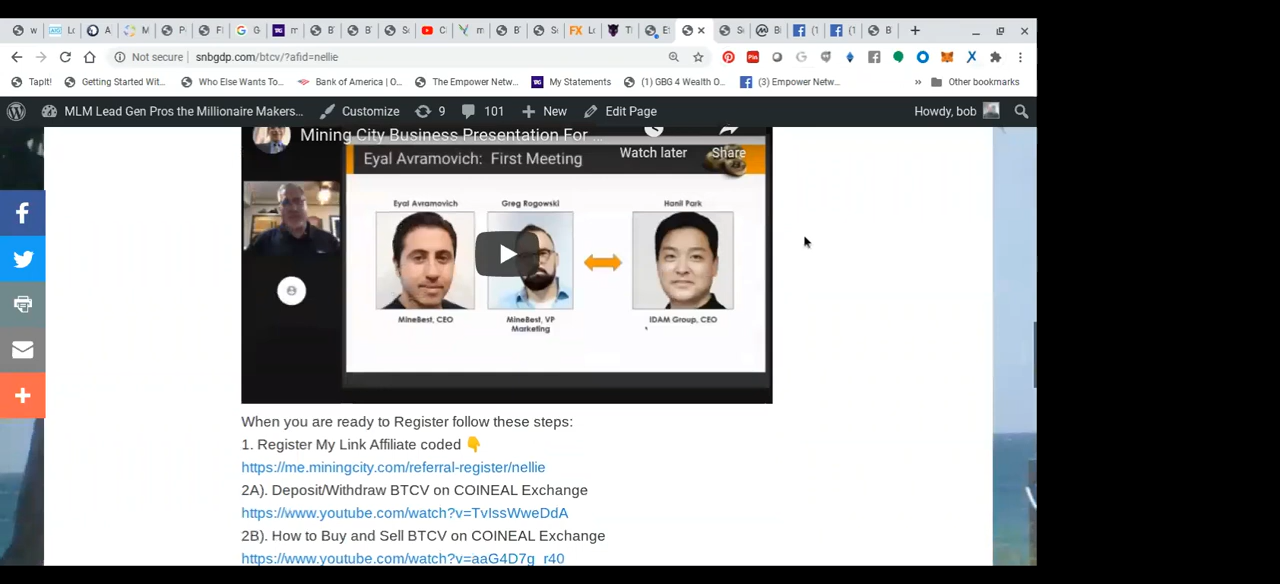 Not secure
snbgdp.com/btcv/?afid=nellie
TapIt!
Getting Started Wit...
Who Else Wants To...
Bank of America | O...
The Empower Netw...
My Statements
(1) GBG 4 Wealth O...
(3) Empower Netw...
»
Other bookmarks
MLM Lead Gen Pros the Millionaire Makers...
Customize
9
101
New
Edit Page
Howdy, bob
Mining City Business Presentation For ...
Watch later
Share
Eyal Avramovich: First Meeting
Eyal Avramovich
Greg Rogowski
Hanil Park
MineBest, CEO
MineBest, VP
Marketing
IDAM Group, CEO
When you are ready to Register follow these steps:
1. Register My Link Affiliate coded 👇
https://me.miningcity.com/referral-register/nellie
2A). Deposit/Withdraw BTCV on COINEAL Exchange
https://www.youtube.com/watch?v=TvIssWweDdA
2B). How to Buy and Sell BTCV on COINEAL Exchange
https://www.youtube.com/watch?v=aaG4D7g_r40